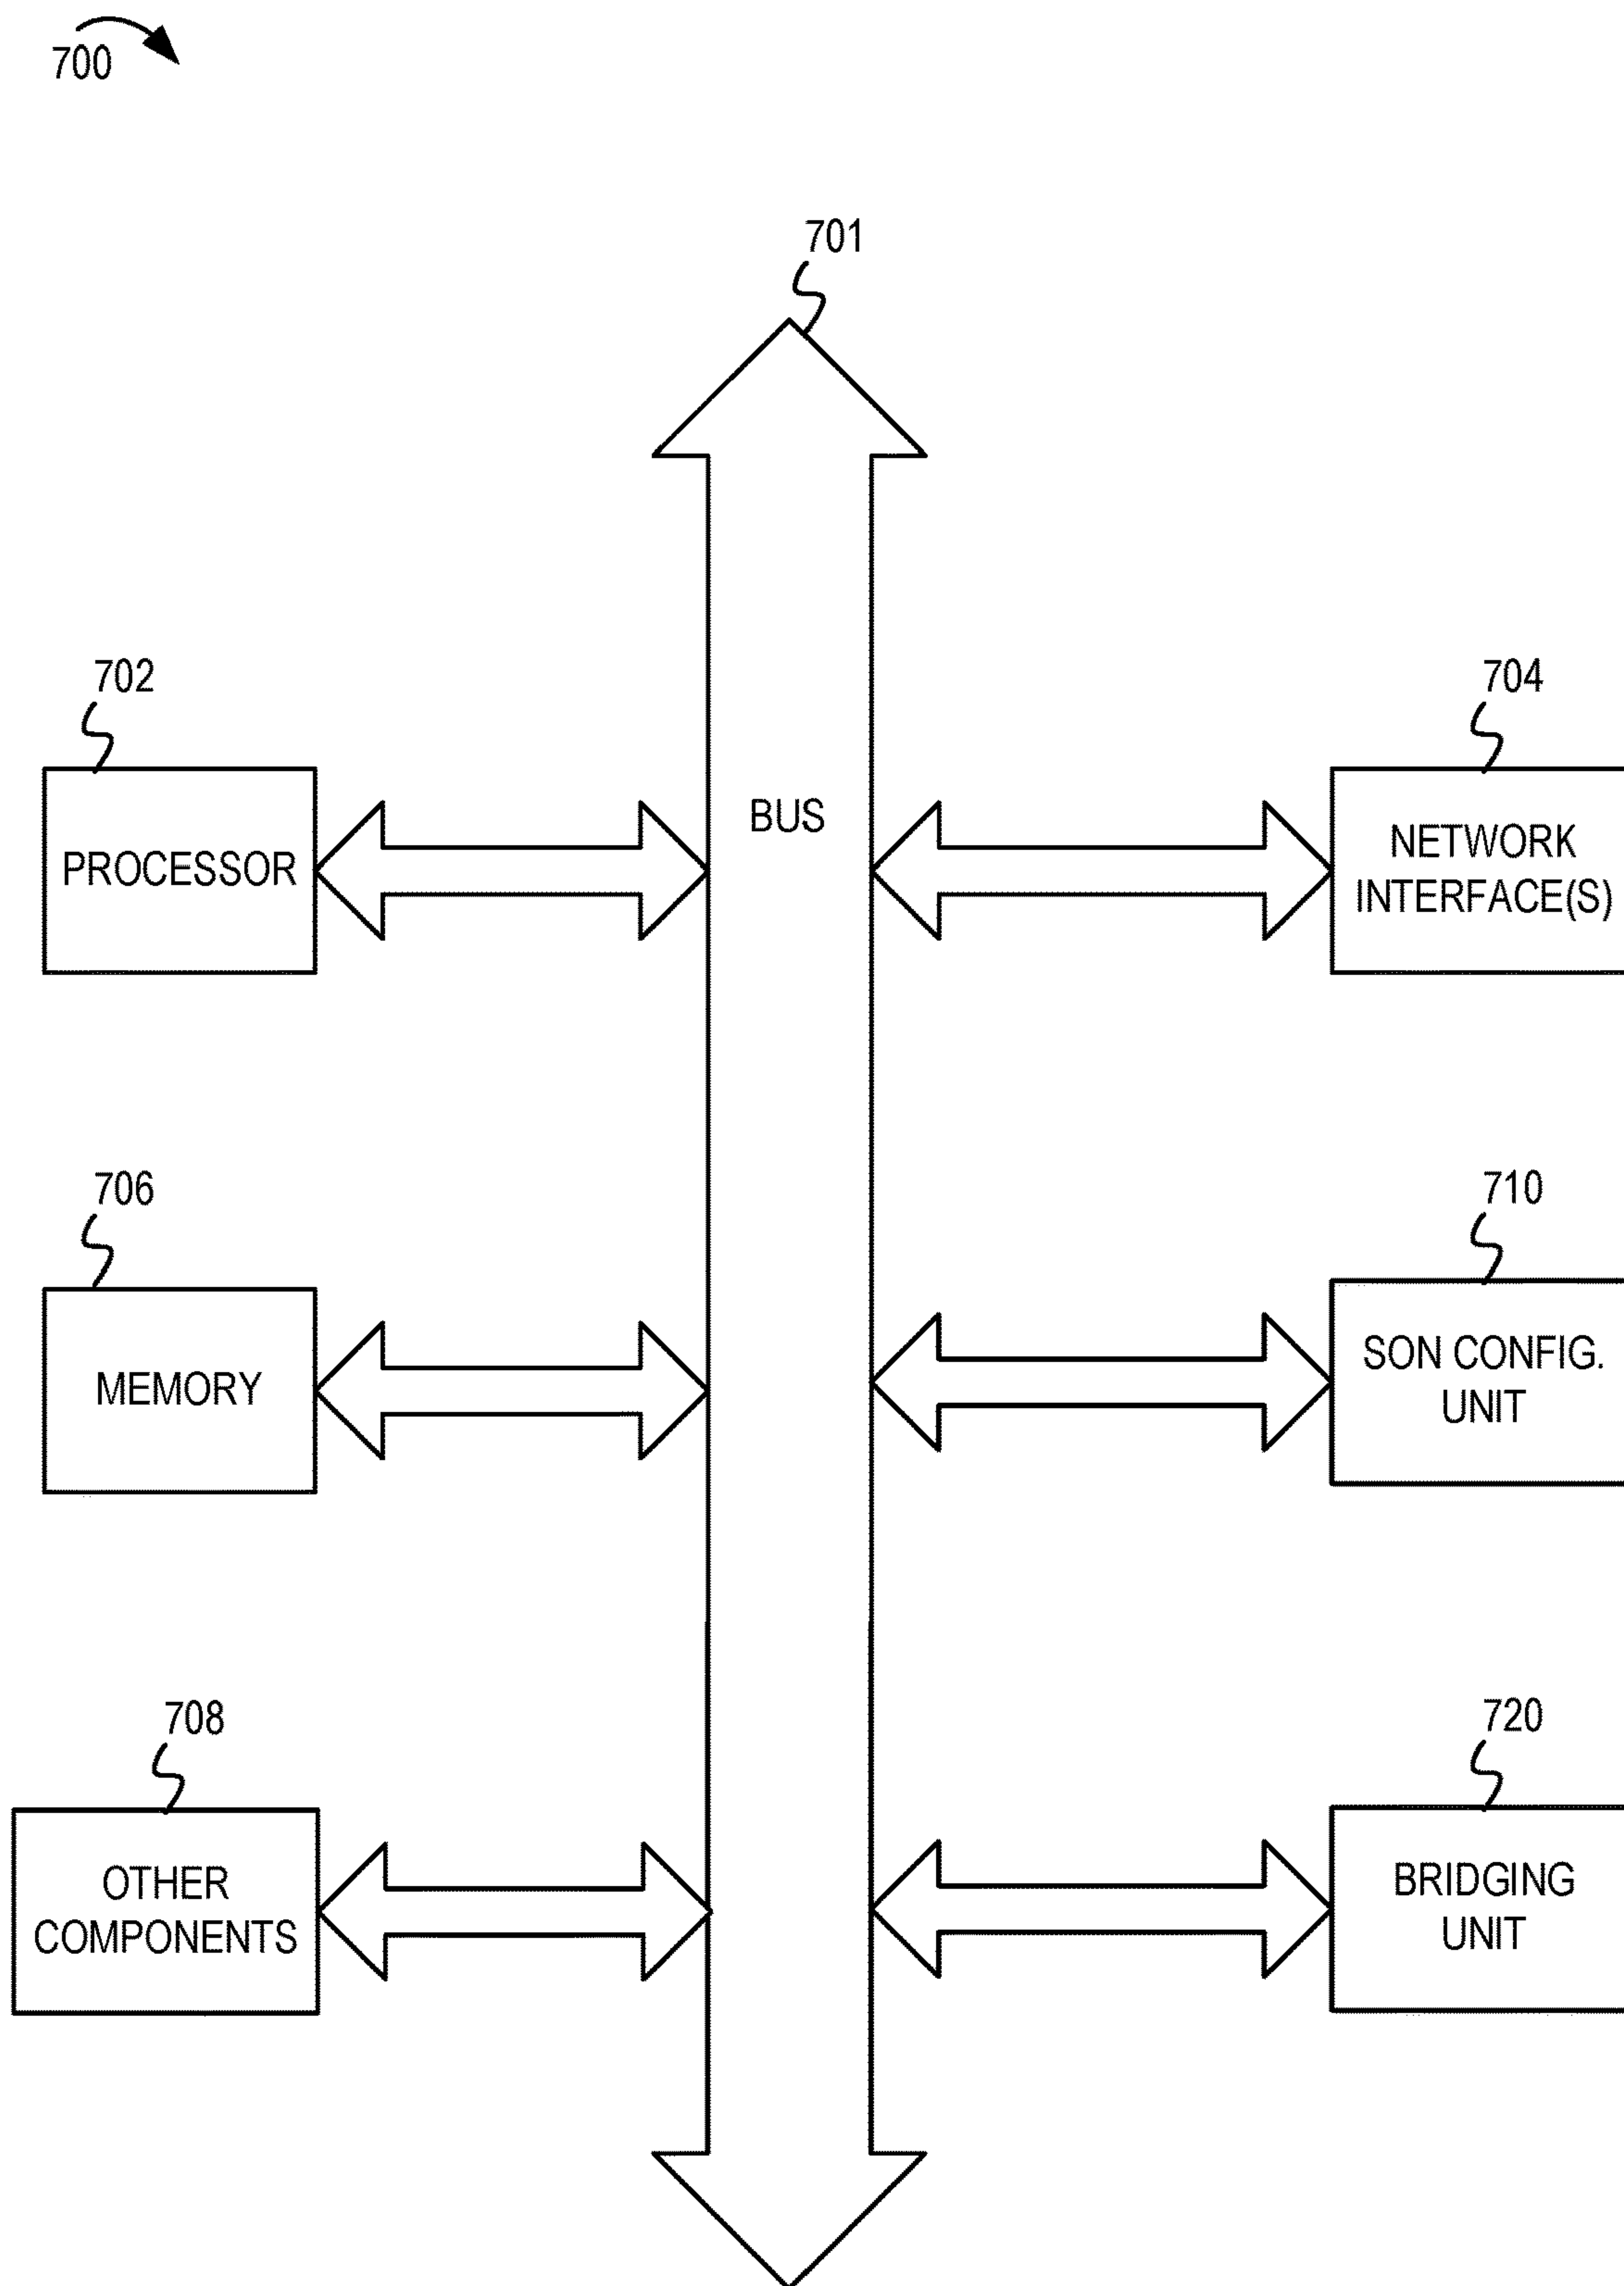 700
701
702
704
PROCESSOR
BUS
NETWORK
INTERFACE(S)
706
710
MEMORY
SON CONFIG.
UNIT
708
720
OTHER
COMPONENTS
BRIDGING
UNIT